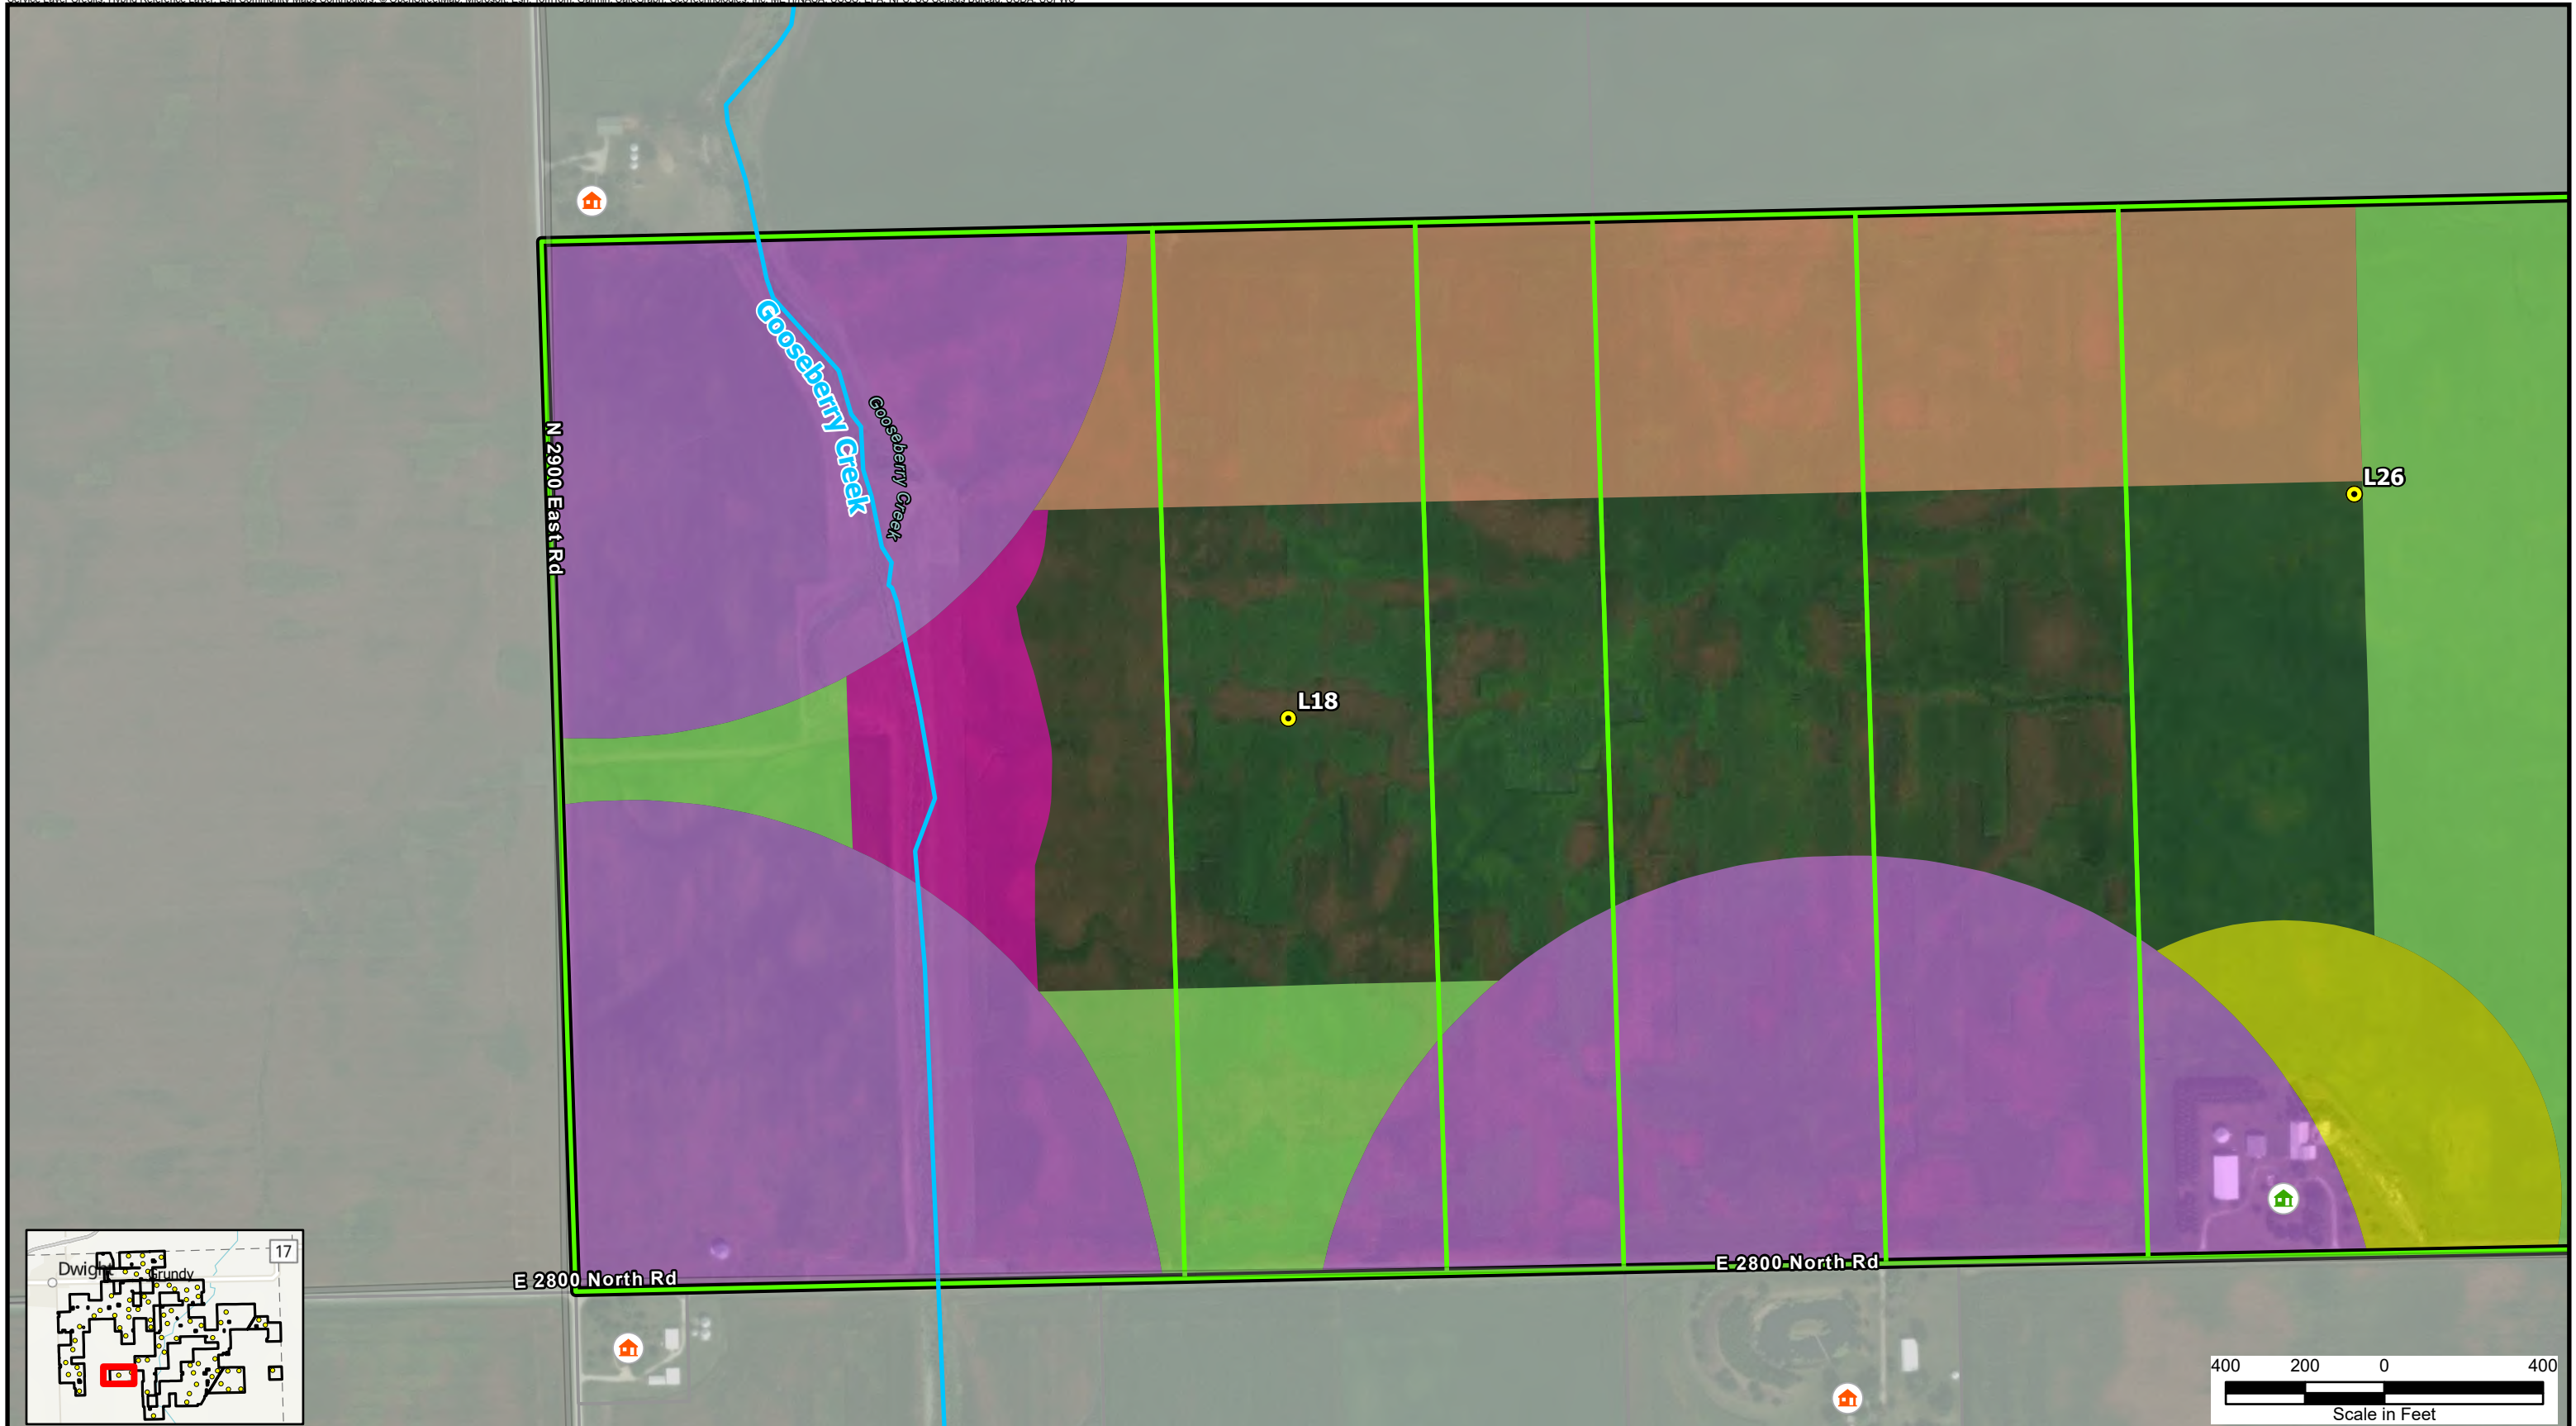 Gooseberry Creek
Gooseberry Creek
N 2900 East Rd
L26
L18
E 2800 North Rd
E 2800 North Rd
17
Dwight
Grundy
400 200 0 400
Scale in Feet